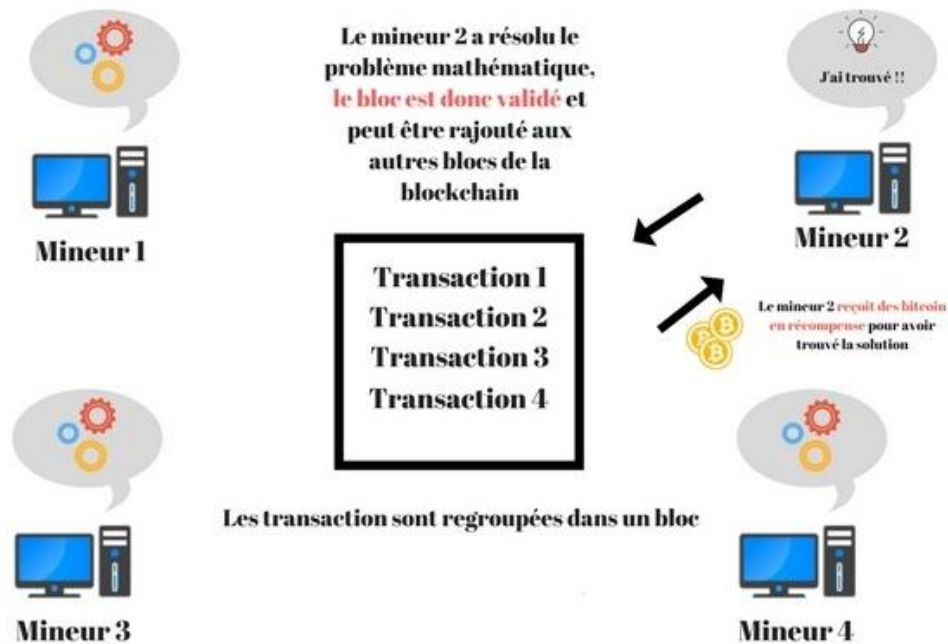 Le mineur 2 a résolu le
problème mathématique,
le bloc est donc validé et
peut être rajouté aux
autres blocs de la
blockchain
J'ai trouvé !!
Mineur 1
Mineur 2
Transaction 1
Transaction 2
Transaction 3
Transaction 4
Le mineur 2 reçoit des bitcoin
en récompense pour avoir
trouvé la solution
Les transaction sont regroupées dans un bloc
Mineur 3
Mineur 4